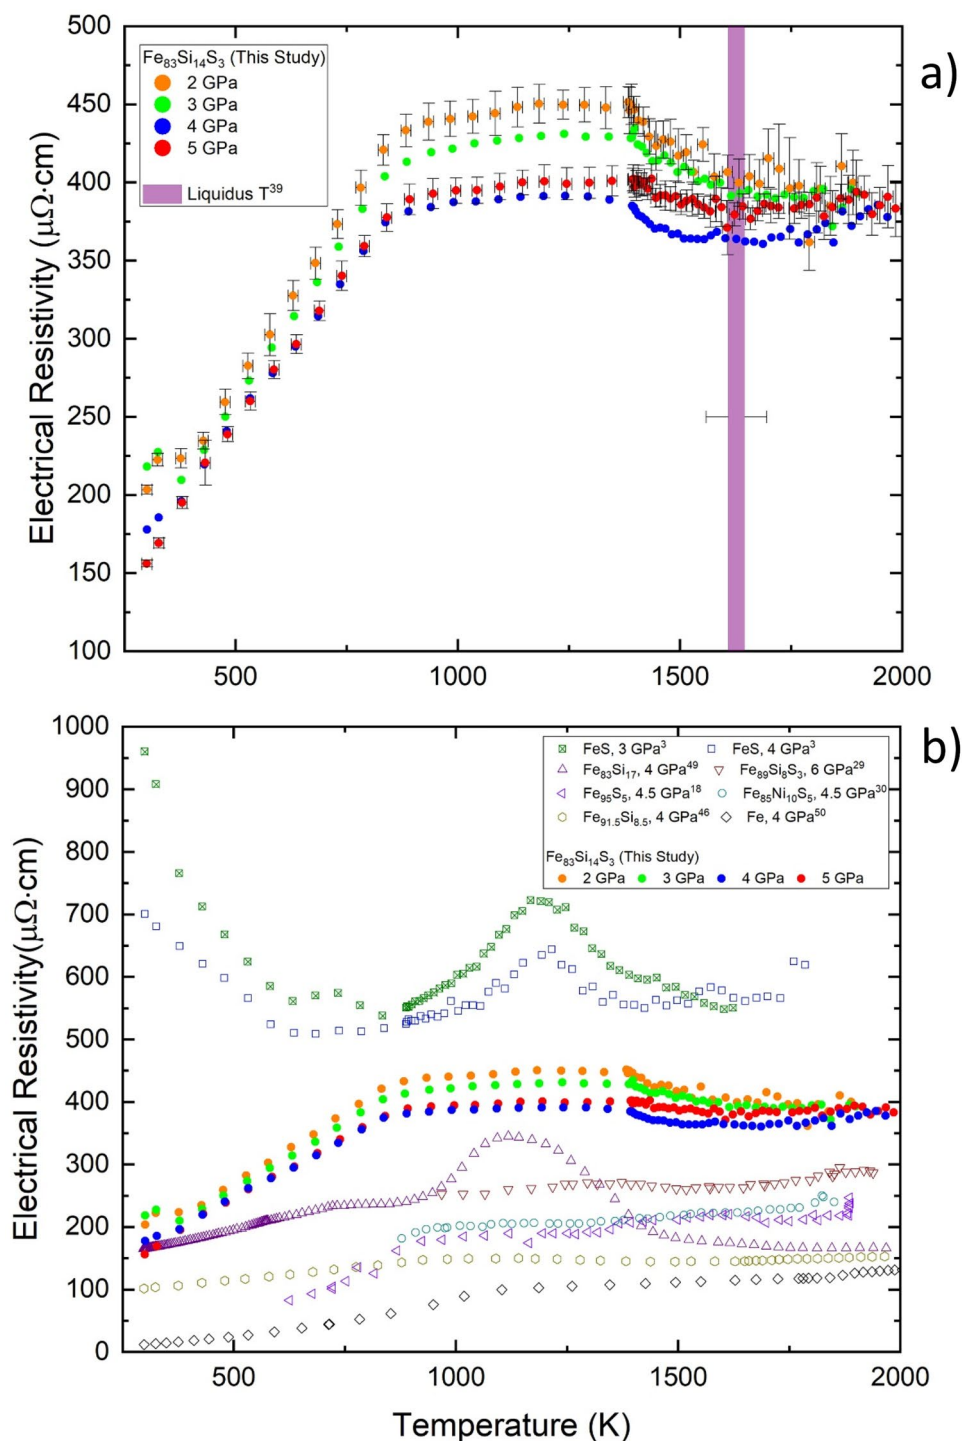 a)
Fe₈₃Si₁₄S₃ (This Study)
2 GPa
3 GPa
4 GPa
5 GPa
Liquidus T³⁹
Electrical Resistivity (μΩ·cm)
500
450
400
350
300
250
200
150
100
500 1000 1500 2000
b)
FeS, 3 GPa³ FeS, 4 GPa³
Fe₈₃Si₁₇, 4 GPa⁴⁹ Fe₈₉Si₈S₃, 6 GPa²⁹
Fe₉₅S₅, 4.5 GPa¹⁸ Fe₈₅Ni₁₀S₅, 4.5 GPa³⁰
Fe₉₁.₅Si₈.₅, 4 GPa⁴⁶ Fe, 4 GPa⁵⁰
Fe₈₃Si₁₄S₃ (This Study)
2 GPa 3 GPa 4 GPa 5 GPa
Electrical Resistivity(μΩ·cm)
1000
900
800
700
600
500
400
300
200
100
0
500 1000 1500 2000
Temperature (K)